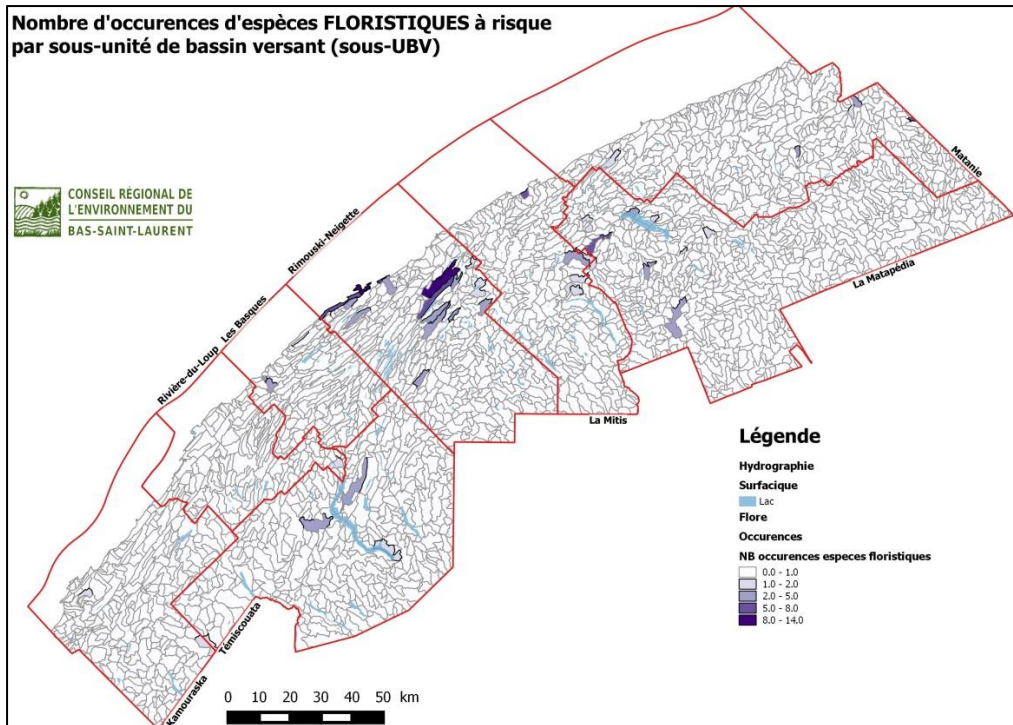 Nombre d'occurences d'espèces FLORISTIQUES à risque
par sous-unité de bassin versant (sous-UBV)
CONSEIL RÉGIONAL DE
L'ENVIRONNEMENT DU
BAS-SAINT-LAURENT
Matanie
Rimouski-Neigette
La Matapédia
Les Basques
Rivière-du-Loup
La Mitis
Légende
Hydrographie
Surfacique
Lac
Flore
Occurences
NB occurences especes floristiques
0.0 - 1.0
1.0 - 2.0
2.0 - 5.0
5.0 - 8.0
8.0 - 14.0
Témiscouata
Kamouraska
0 10 20 30 40 50 km